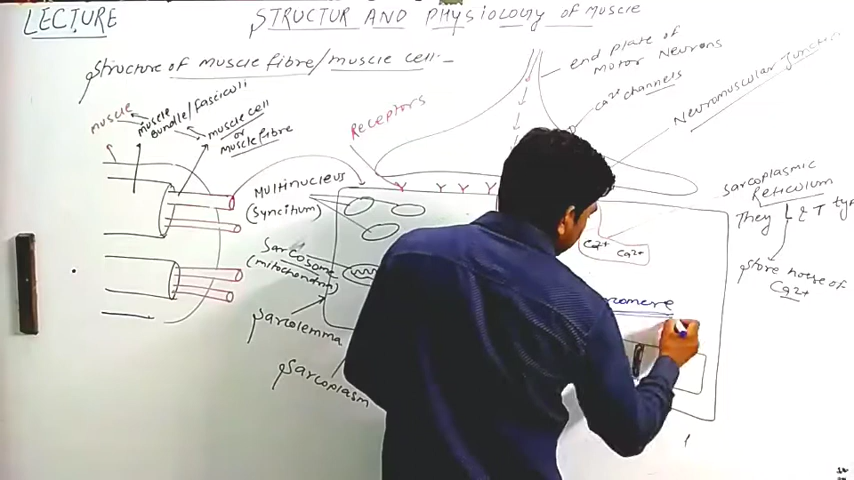 LECTURE
STRUCTUR AND PHYSIOLOGY OF Muscle
Structure of muscle fibre/muscle cell :-
end plate of
Motor Neurons
Ca2+ channels
Neuromuscular Junction
muscle
muscle
Bundle/Fasciculi
muscle cell
or
muscle fibre
Receptors
Multinucleus
(syncitium)
Sarcosome
(mitochondria)
Sarcolemma
Sarcoplasm
Sarcoplasmic
Reticulum
They L & T
Store house of
Ca2+
Ca2+
Ca2+
Y Y Y Y